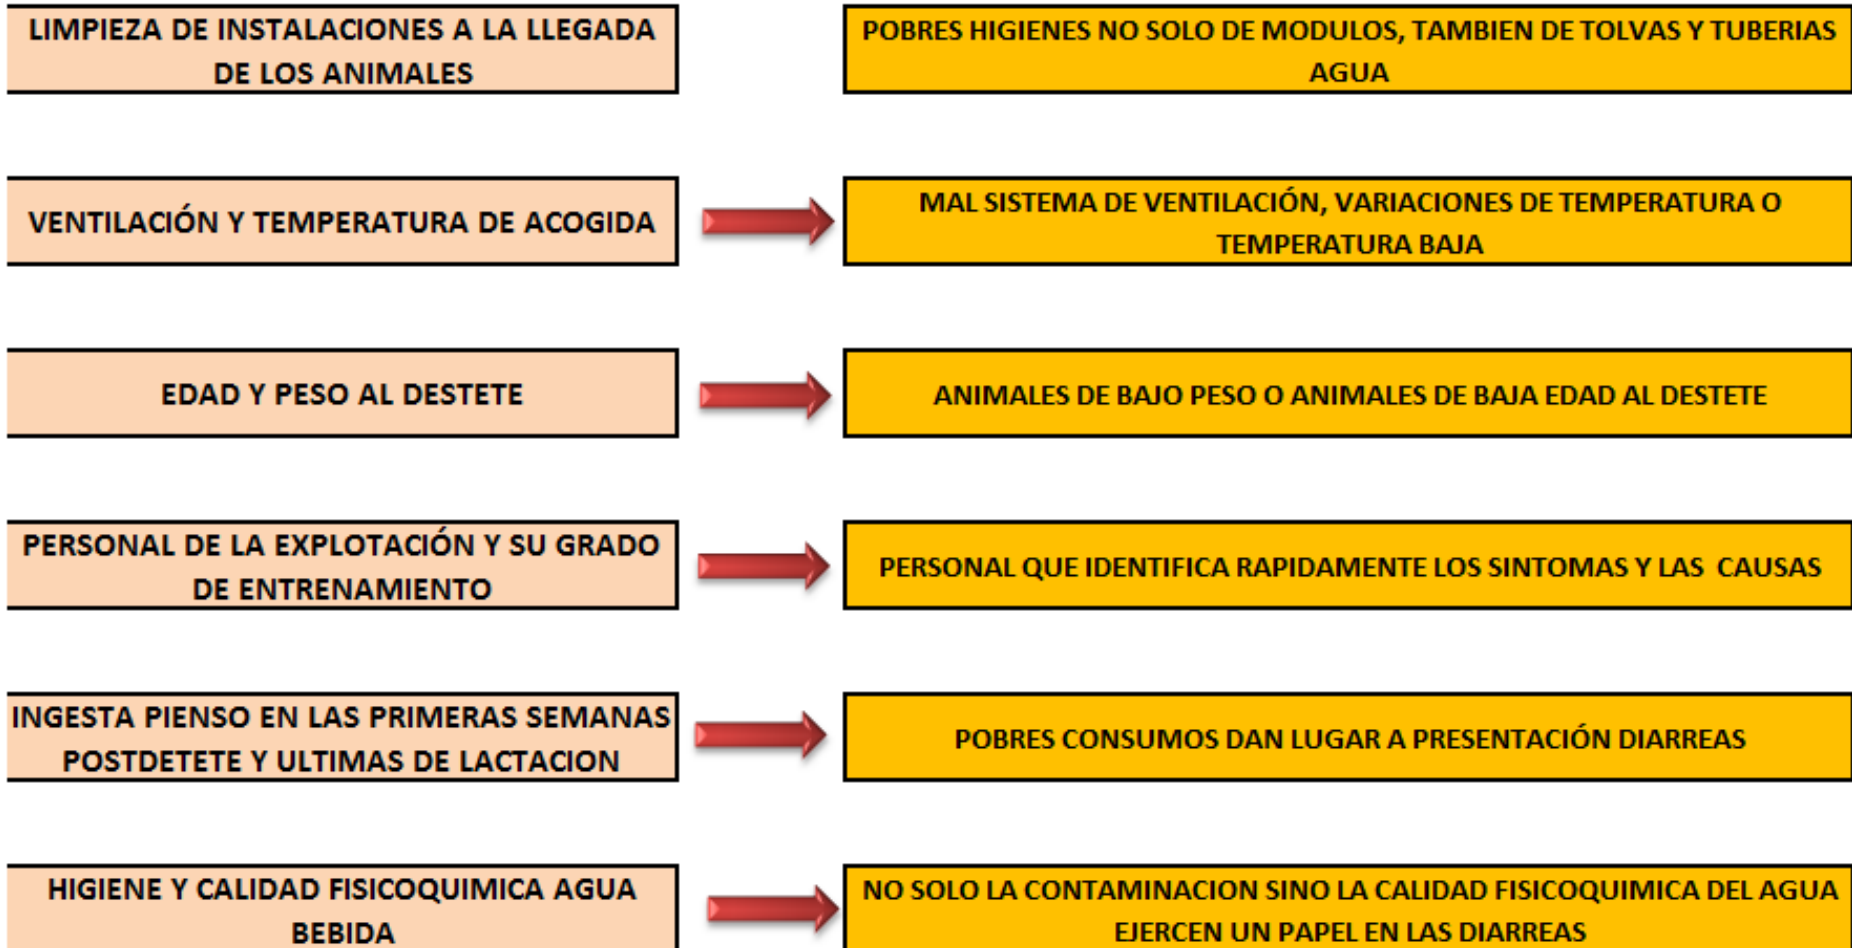 LIMPIEZA DE INSTALACIONES A LA LLEGADA
DE LOS ANIMALES
POBRES HIGIENES NO SOLO DE MODULOS, TAMBIEN DE TOLVAS Y TUBERIAS
AGUA
VENTILACIÓN Y TEMPERATURA DE ACOGIDA
MAL SISTEMA DE VENTILACIÓN, VARIACIONES DE TEMPERATURA O
TEMPERATURA BAJA
EDAD Y PESO AL DESTETE
ANIMALES DE BAJO PESO O ANIMALES DE BAJA EDAD AL DESTETE
PERSONAL DE LA EXPLOTACIÓN Y SU GRADO
DE ENTRENAMIENTO
PERSONAL QUE IDENTIFICA RAPIDAMENTE LOS SINTOMAS Y LAS CAUSAS
INGESTA PIENSO EN LAS PRIMERAS SEMANAS
POSTDETETE Y ULTIMAS DE LACTACION
POBRES CONSUMOS DAN LUGAR A PRESENTACIÓN DIARREAS
HIGIENE Y CALIDAD FISICOQUIMICA AGUA
BEBIDA
NO SOLO LA CONTAMINACION SINO LA CALIDAD FISICOQUIMICA DEL AGUA
EJERCEN UN PAPEL EN LAS DIARREAS